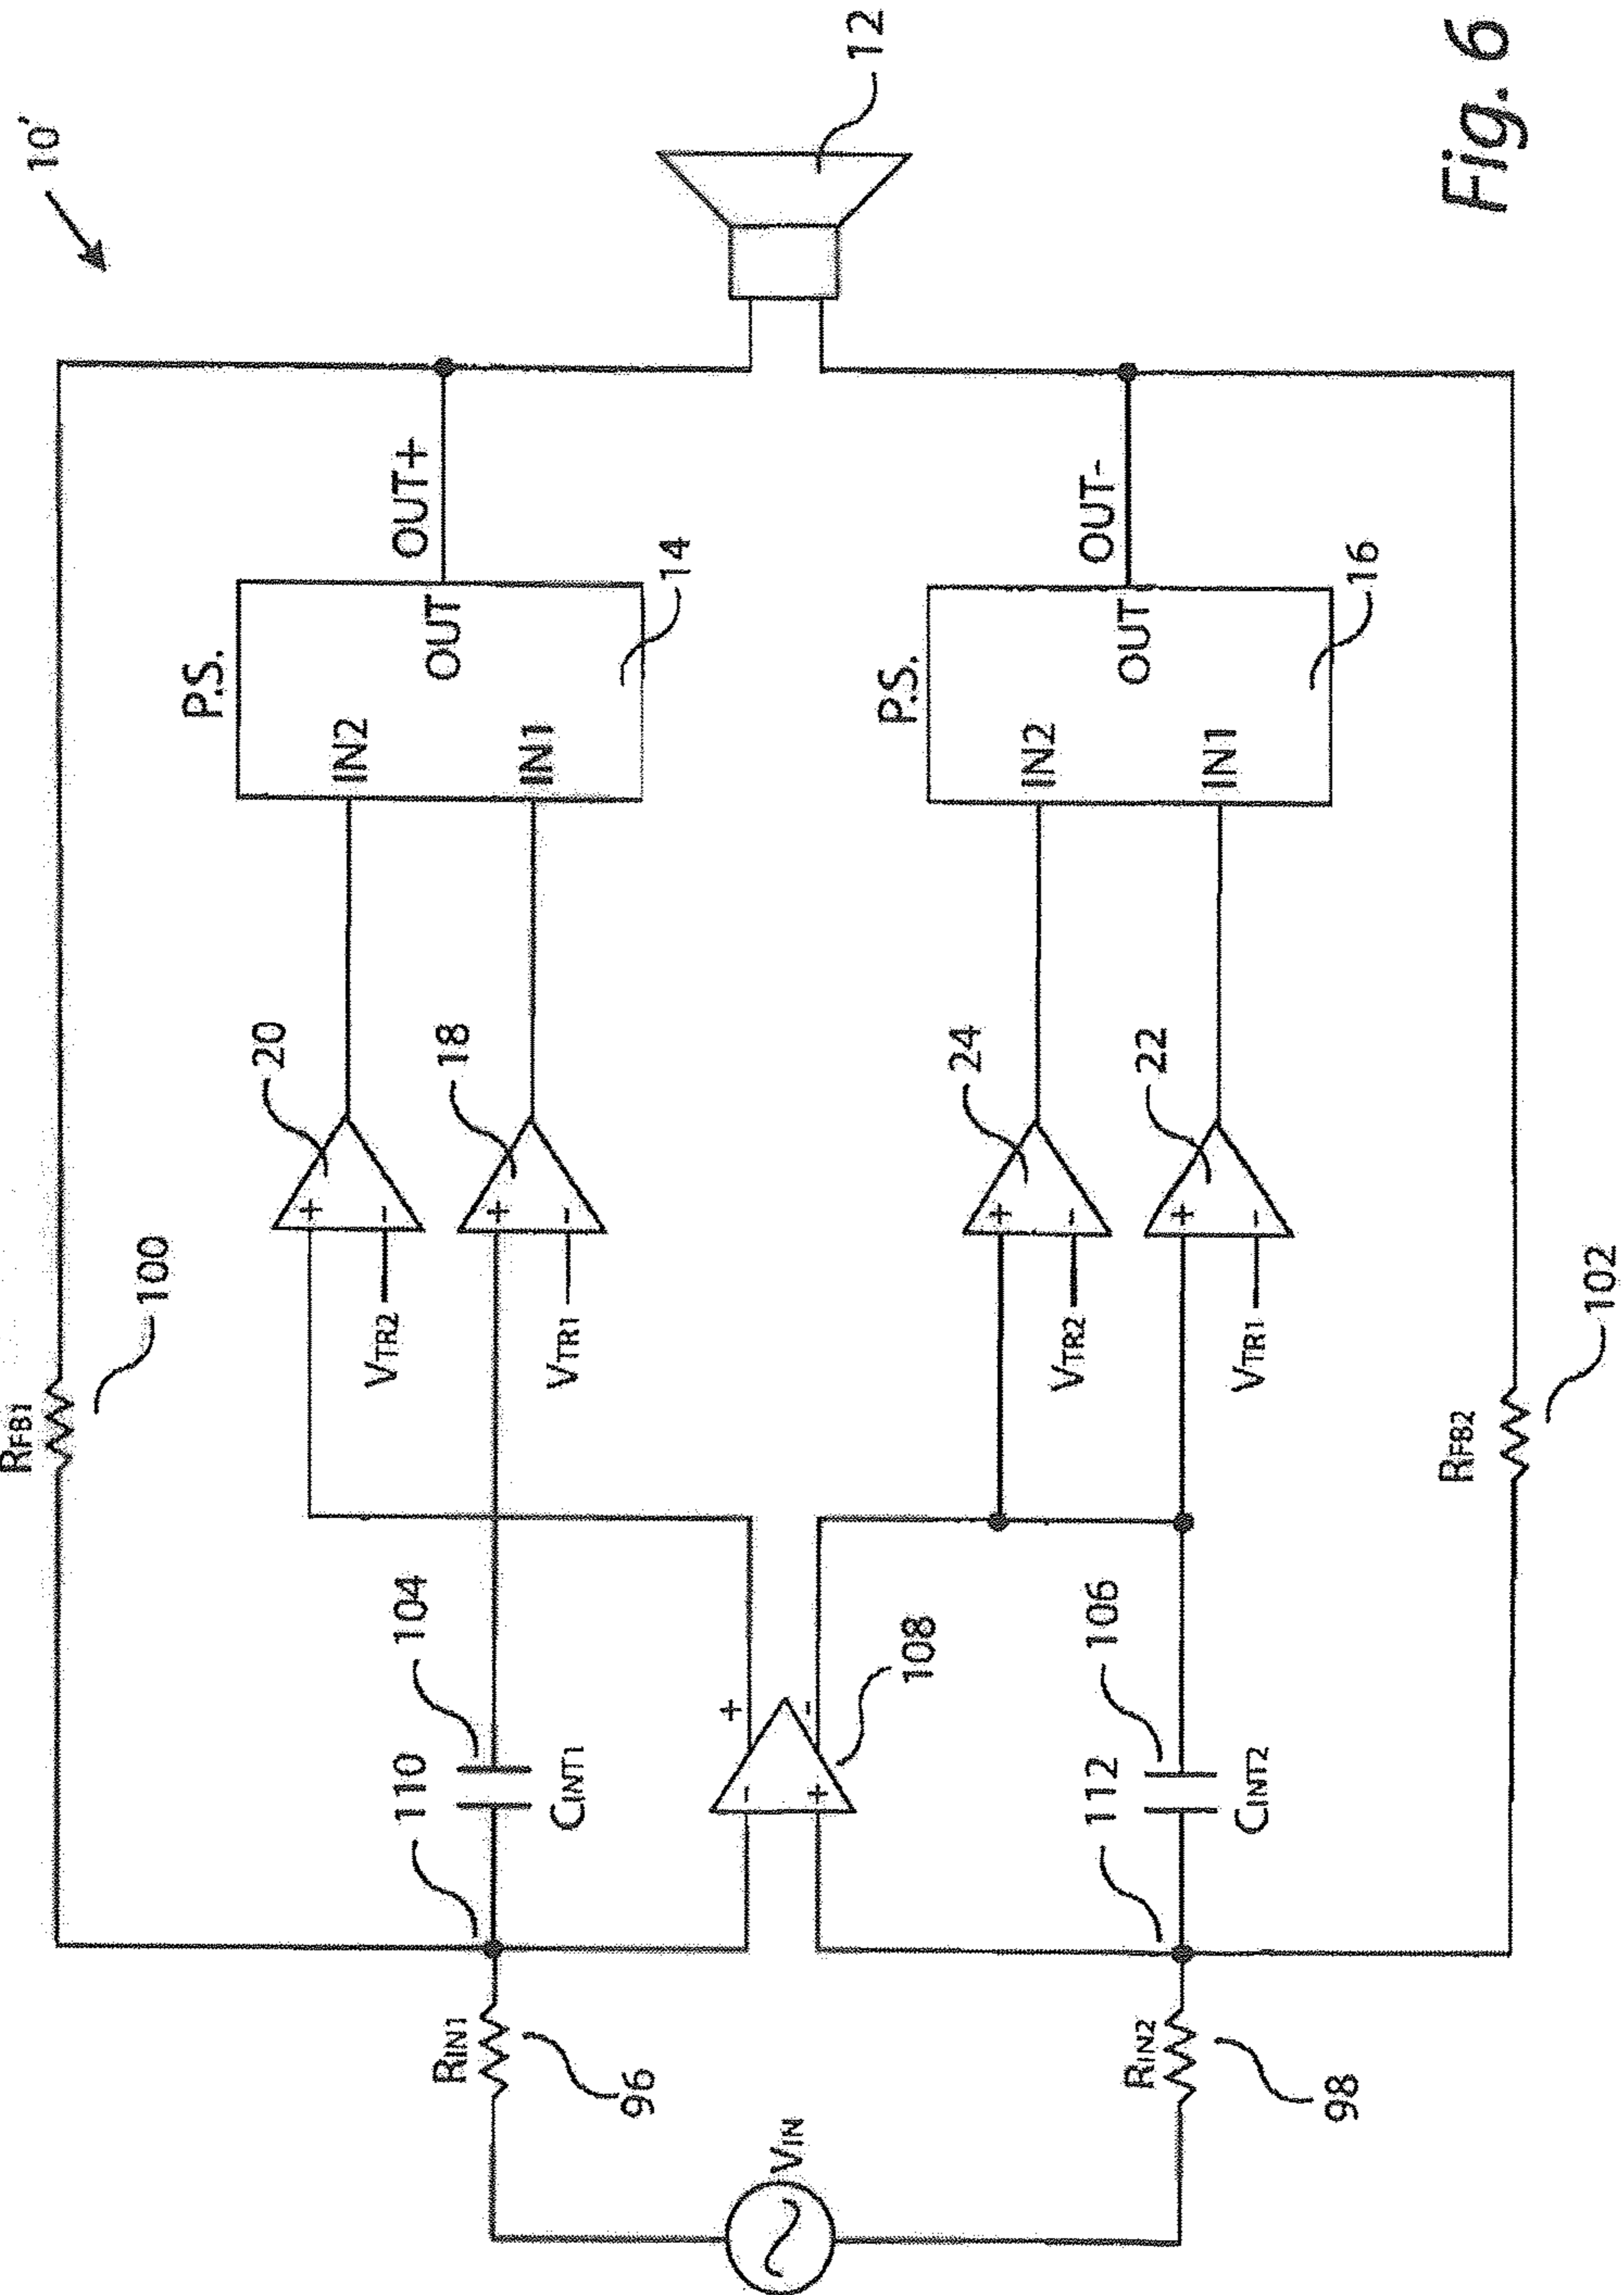 10'
RFB1
100
P.S.
20
IN2
OUT
OUT+
VTR2
18
IN1
14
VTR1
110
104
RIN1
CINT1
96
VIN
+
-
-
+
108
12
P.S.
24
IN2
OUT
OUT-
VTR2
22
IN1
16
VTR1
112
106
RIN2
CINT2
98
RFB2
102
+
-
+
-
+
-
+
-
Fig. 6